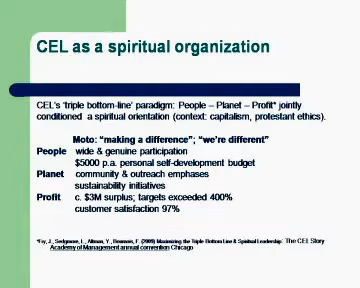 CEL as a spiritual organization
CEL's 'triple bottom-line' paradigm: People – Planet – Profit* jointly
conditioned a spiritual orientation (context: capitalism, protestant ethics).
Moto: "making a difference"; "we're different"
People wide & genuine participation
$5000 p.a. personal self-development budget
Planet community & outreach emphases
sustainability initiatives
Profit c. $3M surplus; targets exceeded 400%
customer satisfaction 97%
*Fry, J., Sedgmore, L., Altman, Y., (2009) Maximizing the Triple Bottom Line & Spiritual Leadership: The CEL Story
Academy of Management annual convention Chicago